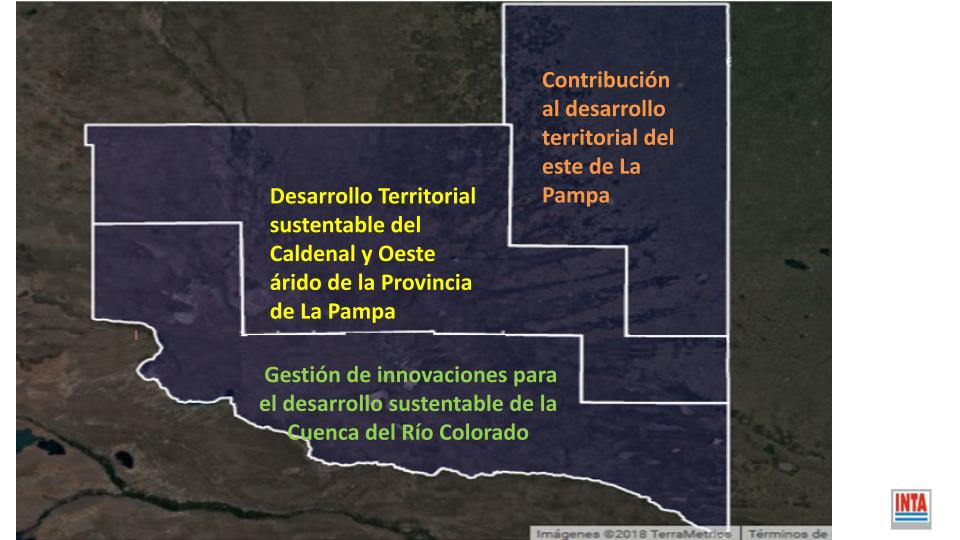 Contribución
al desarrollo
territorial del
este de La
Pampa
Desarrollo Territorial
sustentable del
Caldenal y Oeste
árido de la Provincia
de La Pampa
Gestión de innovaciones para
el desarrollo sustentable de la
Cuenca del Río Colorado
INTA
Imágenes ©2018 TerraMetrics
Términos de